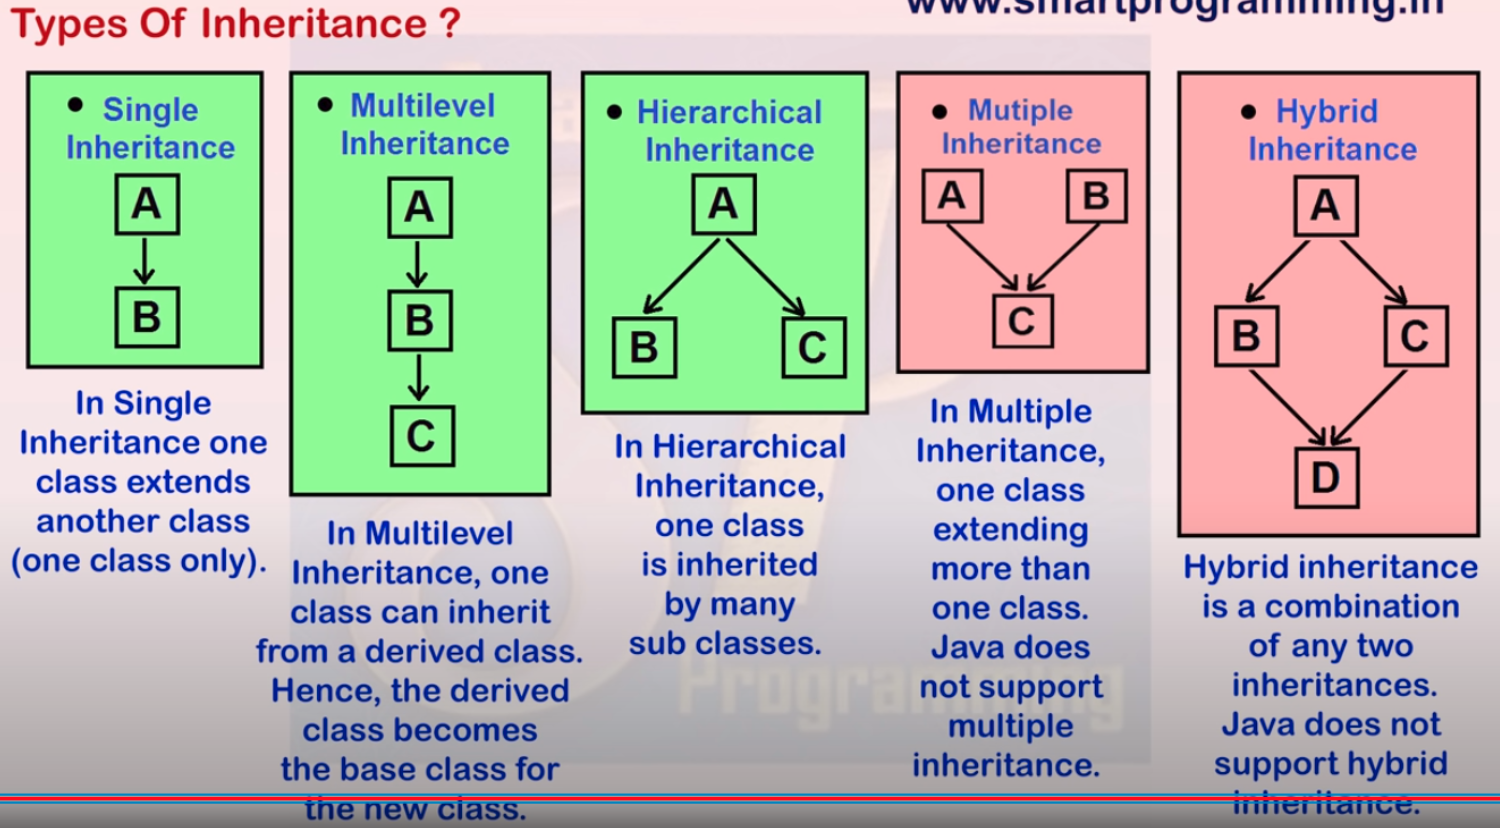 Types Of Inheritance ?
www.smartprogramming.in
• Single
Inheritance
A
B
In Single
Inheritance one
class extends
another class
(one class only).
• Multilevel
Inheritance
A
B
C
In Multilevel
Inheritance, one
class can inherit
from a derived class.
Hence, the derived
class becomes
the base class for
the new class.
• Hierarchical
Inheritance
A
B C
In Hierarchical
Inheritance,
one class
is inherited
by many
sub classes.
• Mutiple
Inheritance
A B
C
In Multiple
Inheritance,
one class
extending
more than
one class.
Java does
not support
multiple
inheritance.
• Hybrid
Inheritance
A
B C
D
Hybrid inheritance
is a combination
of any two
inheritances.
Java does not
support hybrid
inheritance.
Programming